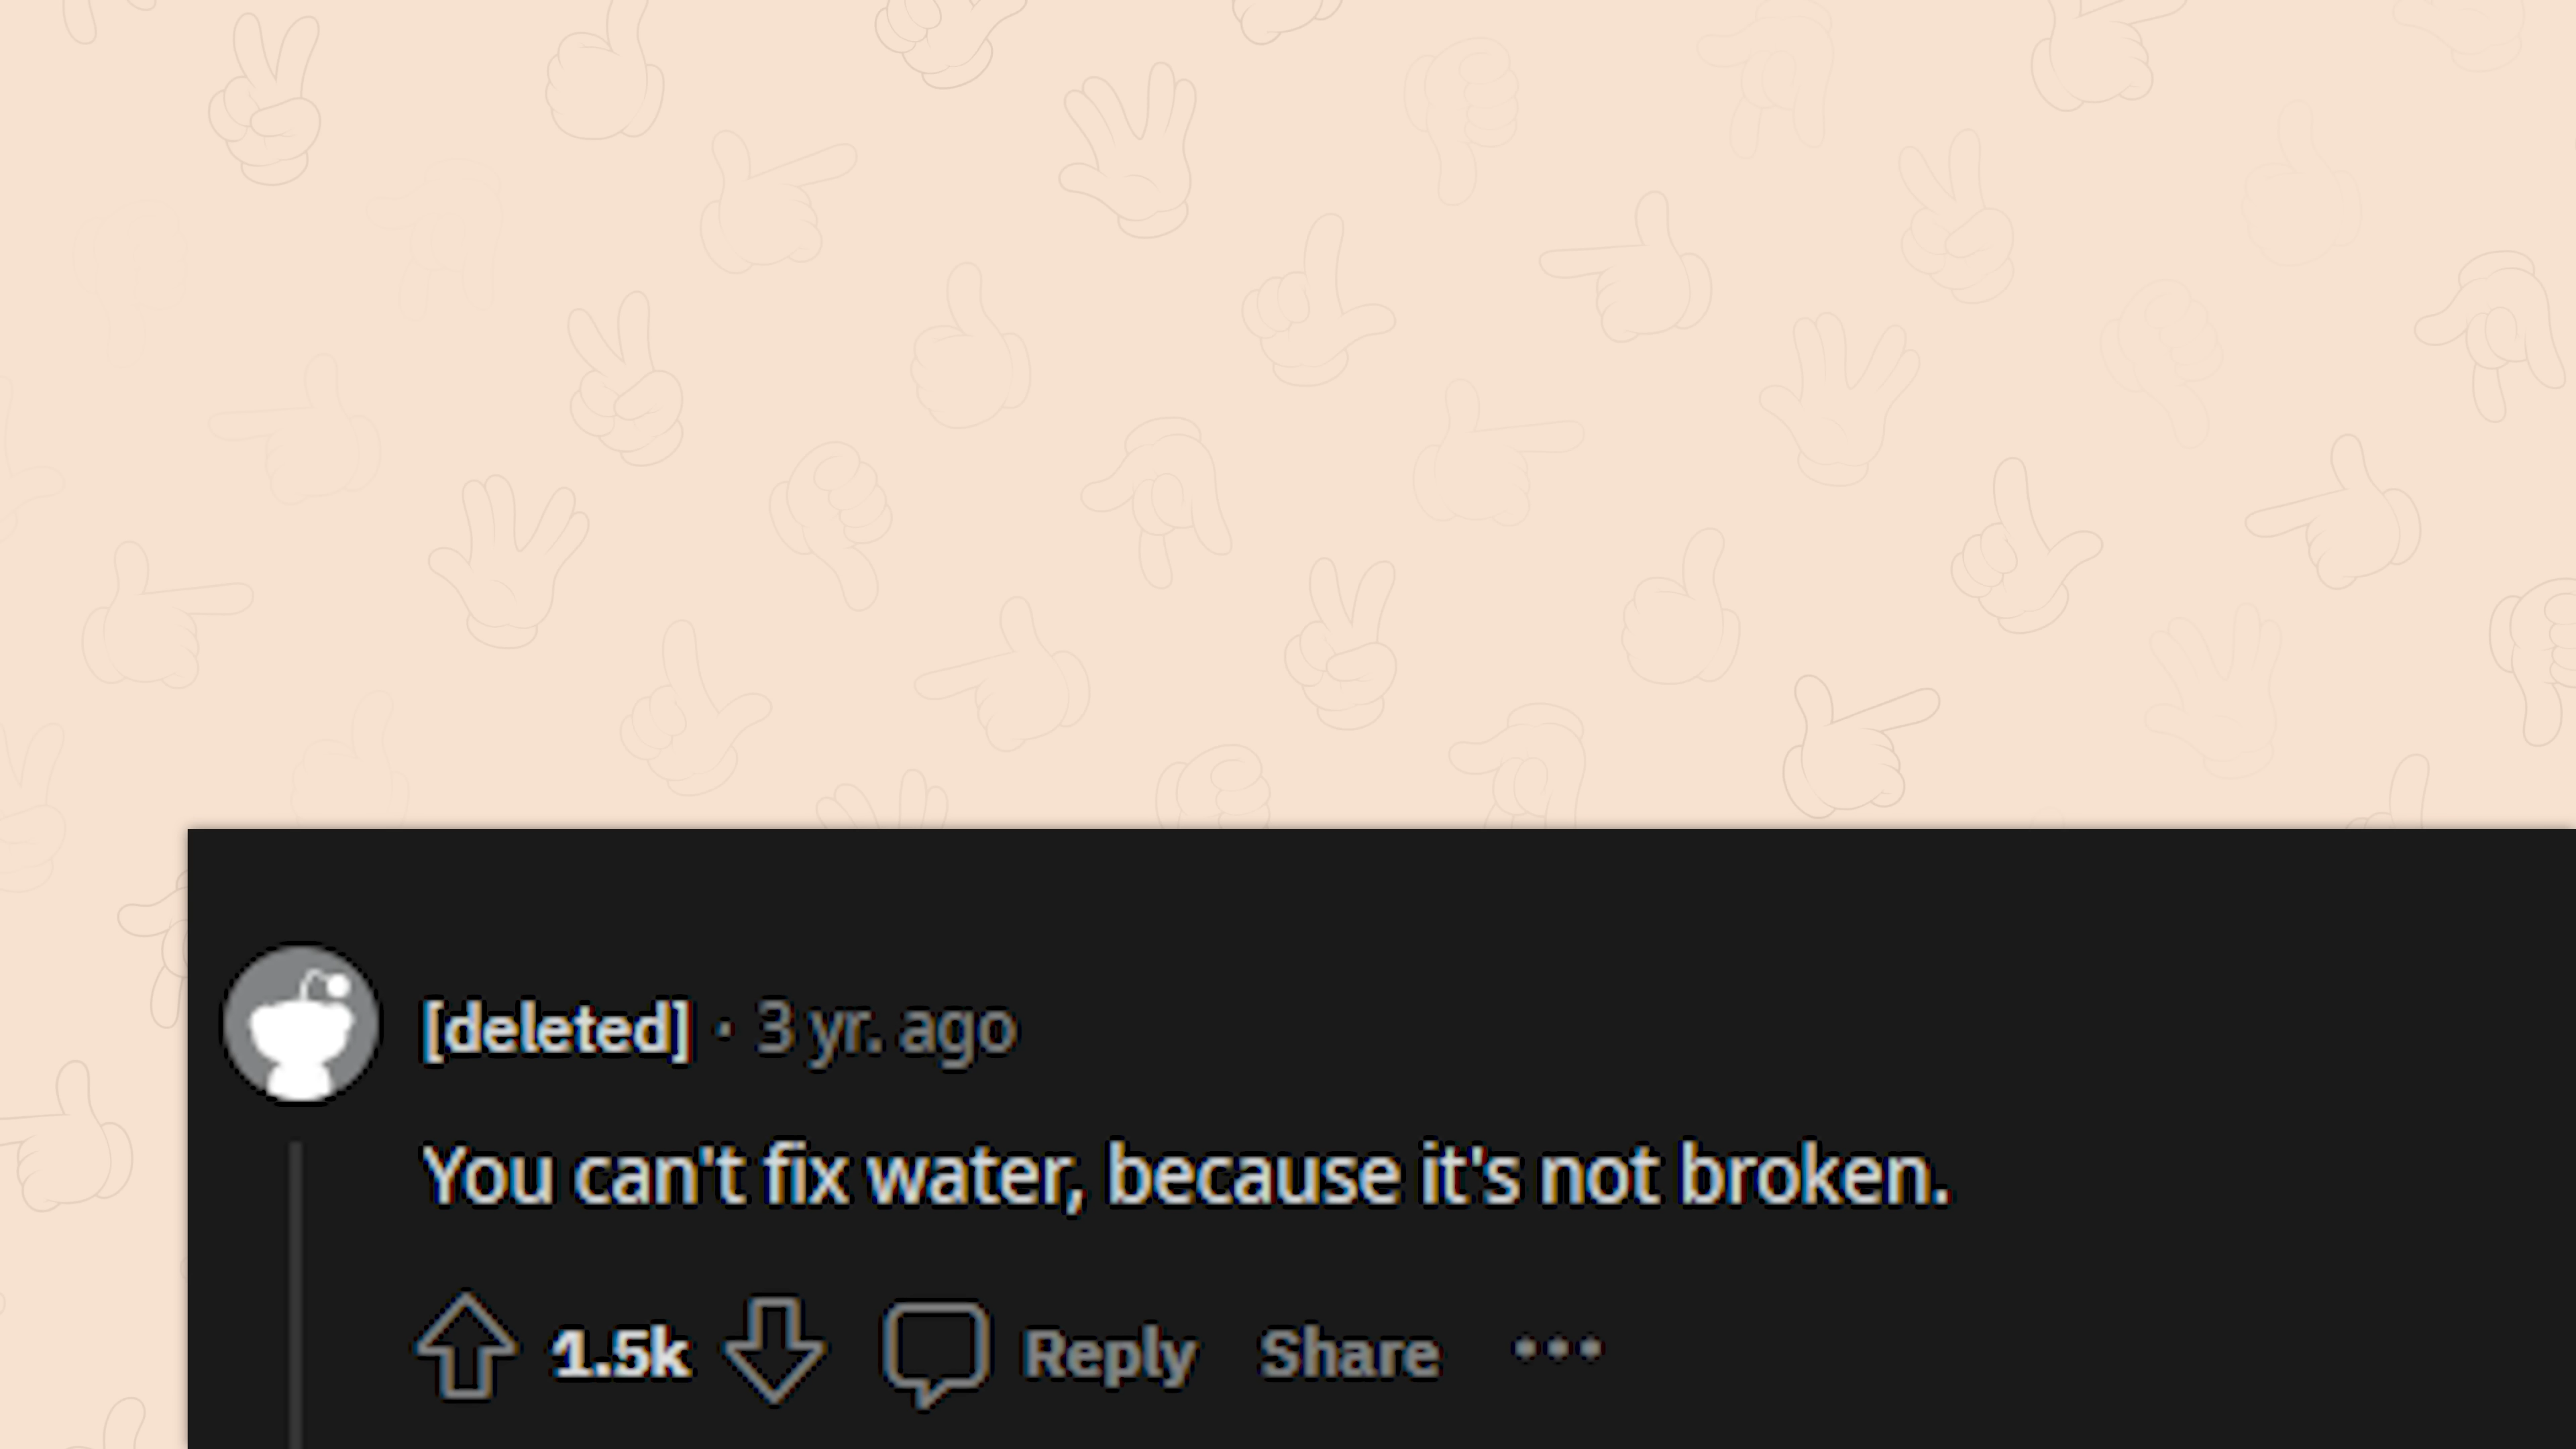 [deleted] · 3 yr. ago
You can't fix water, because it's not broken.
1.5k Reply Share ···